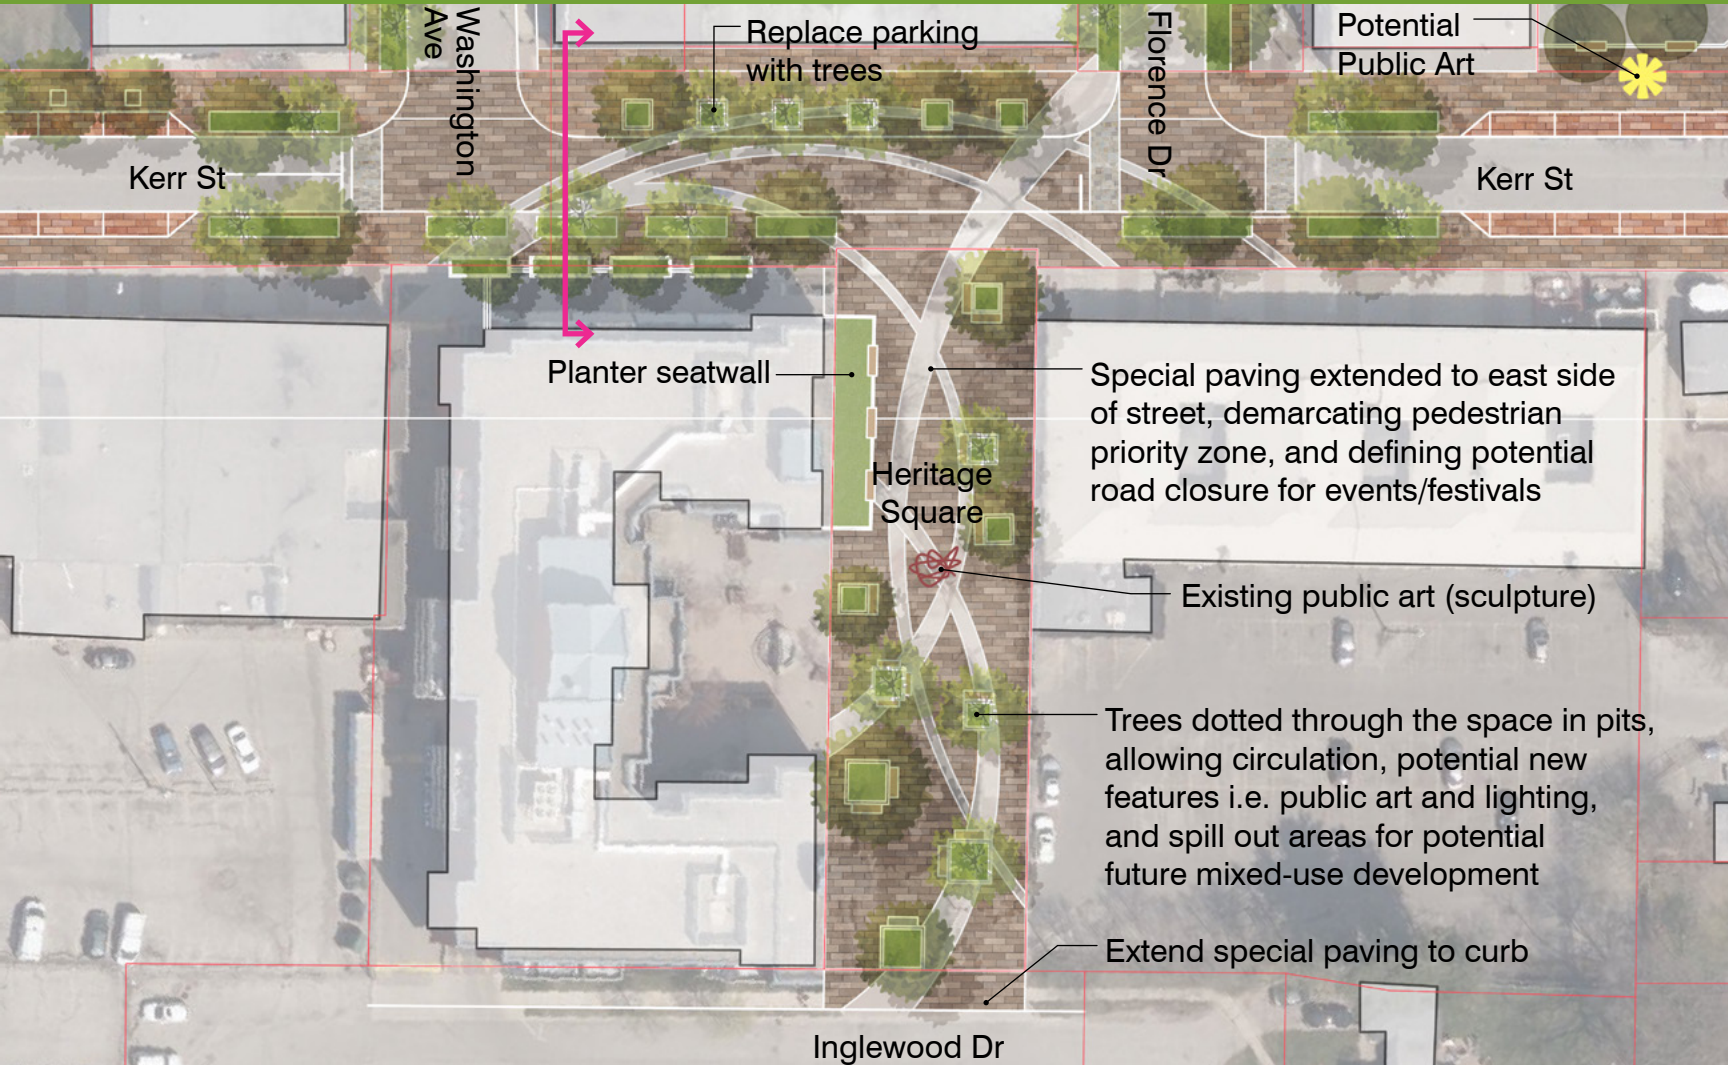 Washington
Ave
Replace parking
with trees
Florence Dr
Potential
Public Art
Kerr St
Kerr St
Planter seatwall
Special paving extended to east side
of street, demarcating pedestrian
priority zone, and defining potential
road closure for events/festivals
Heritage
Square
Existing public art (sculpture)
Trees dotted through the space in pits,
allowing circulation, potential new
features i.e. public art and lighting,
and spill out areas for potential
future mixed-use development
Extend special paving to curb
Inglewood Dr